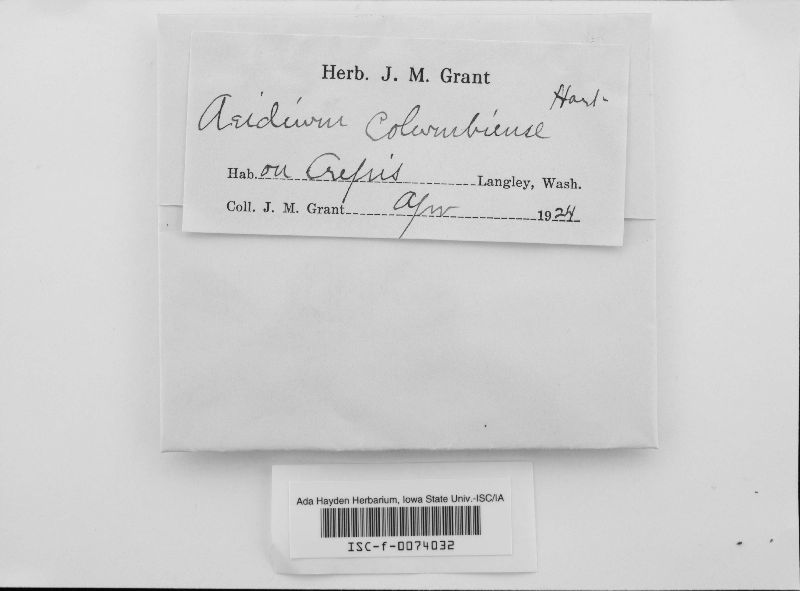 Herb. J. M. Grant
Aecidium Columbiense
Hab. on Crepis Langley, Wash.
Coll. J. M. Grant Apr 1924
Ada Hayden Herbarium, Iowa State Univ.-ISC/IA
ISC-f-0074032